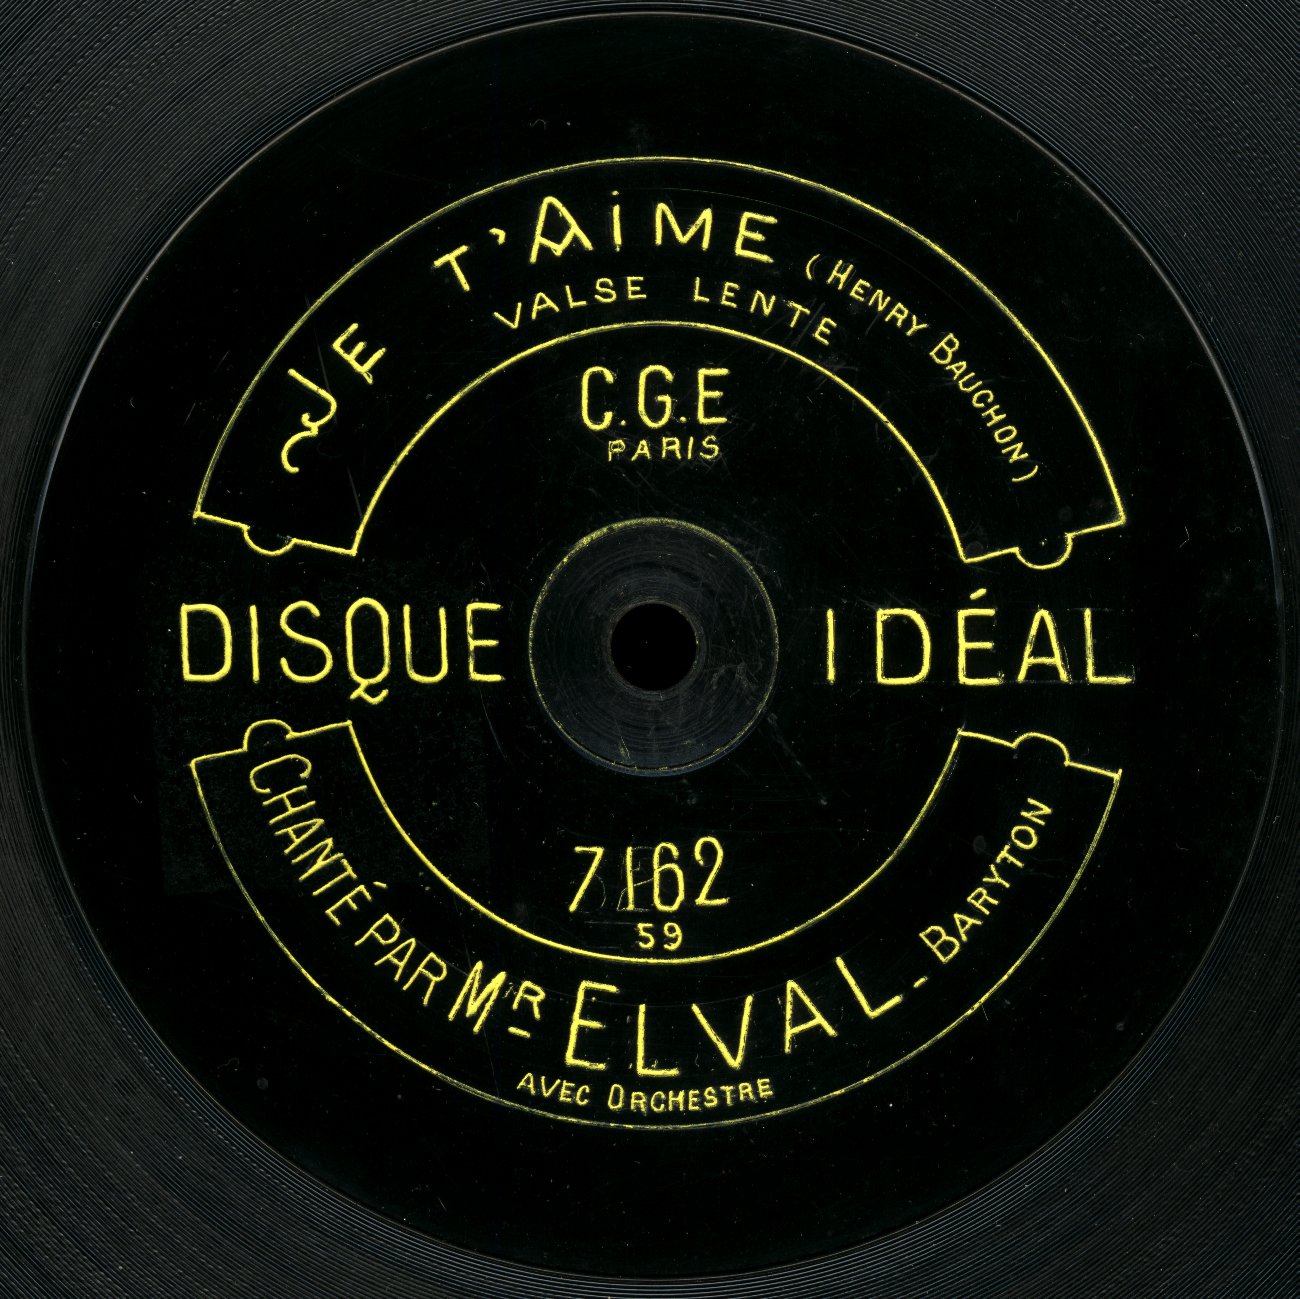 JE T'AIME (HENRY BAUCHON)
VALSE LENTE
C.G.E
PARIS
DISQUE IDÉAL
7162
59
CHANTÉ PAR MR ELVAL - BARYTON
AVEC ORCHESTRE